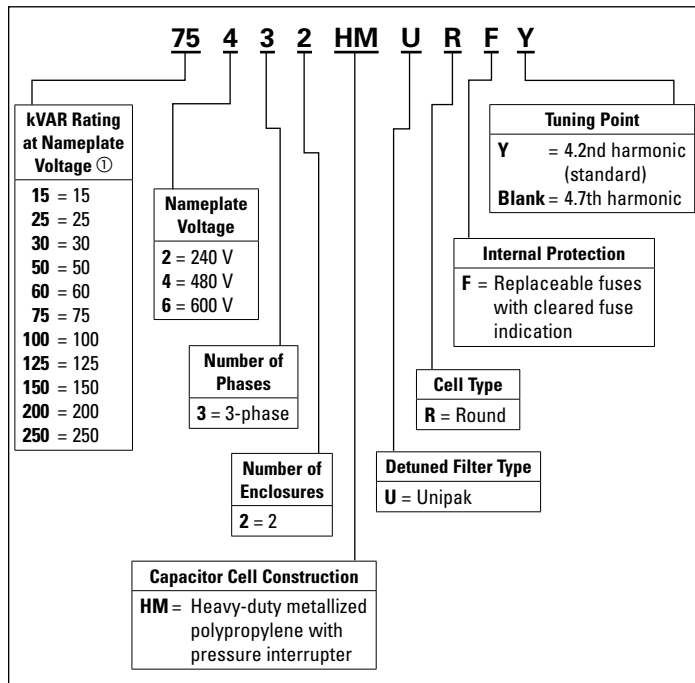 75 4 3 2 HM U R F Y
kVAR Rating
at Nameplate
Voltage ①
15 = 15
25 = 25
30 = 30
50 = 50
60 = 60
75 = 75
100 = 100
125 = 125
150 = 150
200 = 200
250 = 250
Nameplate
Voltage
2 = 240 V
4 = 480 V
6 = 600 V
Number of
Phases
3 = 3-phase
Number of
Enclosures
2 = 2
Capacitor Cell Construction
HM = Heavy-duty metallized
polypropylene with
pressure interrupter
Detuned Filter Type
U = Unipak
Cell Type
R = Round
Internal Protection
F = Replaceable fuses
with cleared fuse
indication
Tuning Point
Y = 4.2nd harmonic
(standard)
Blank = 4.7th harmonic